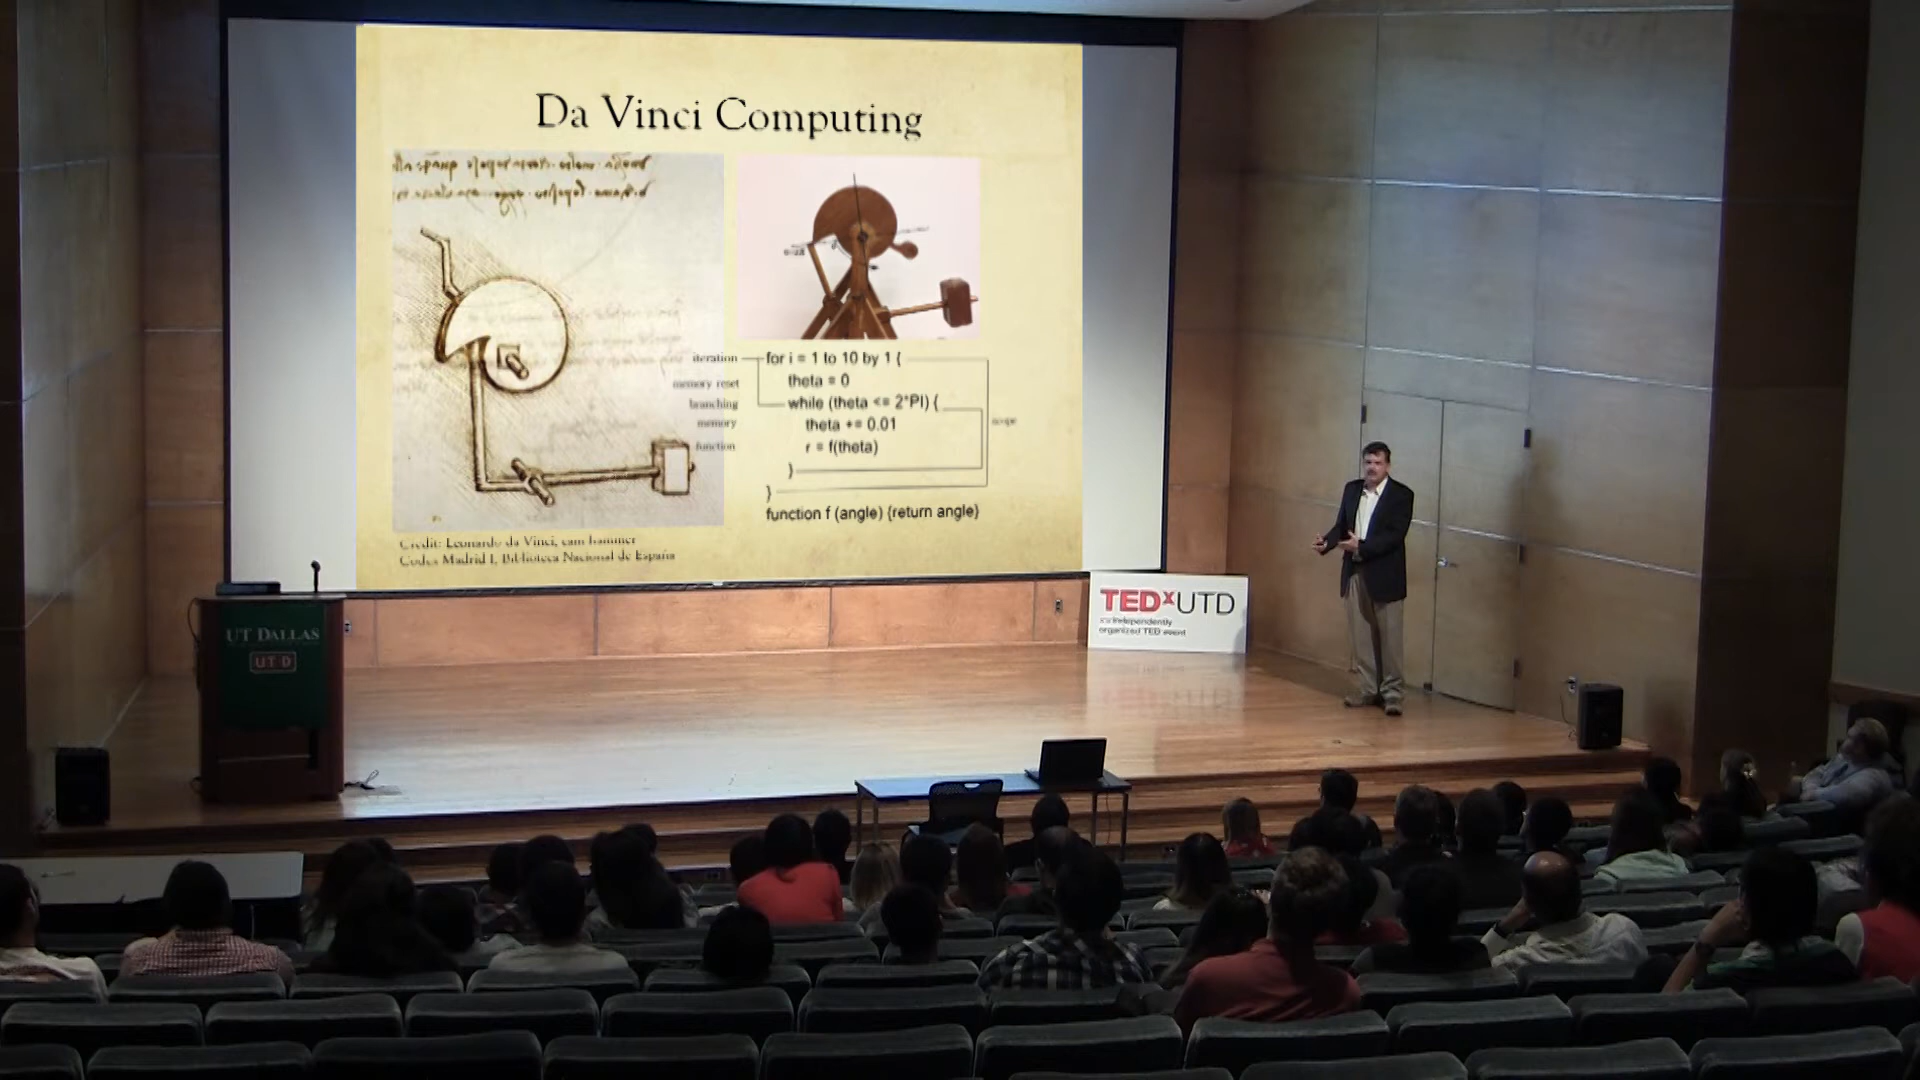 Da Vinci Computing
iteration
memory reset
branching
memory
function
for i = 1 to 10 by 1 {
theta = 0
while (theta <= 2*PI) {
theta += 0.01
r = f(theta)
}
}
function f (angle) {return angle}
scope
Credit: Leonardo da Vinci, cam hammer
Codex Madrid I, Biblioteca Nacional de España
UT DALLAS
UT D
TEDxUTD
x = independently
organized TED event